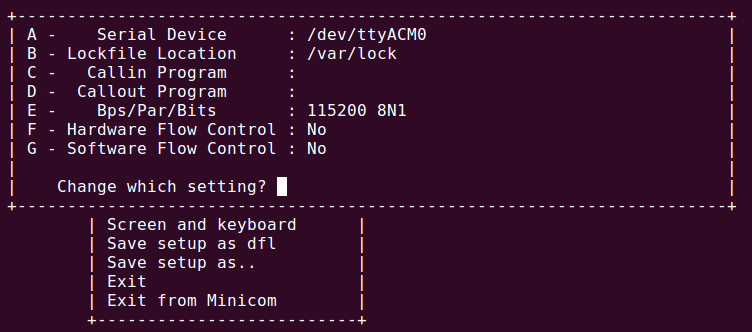 A -    Serial Device      : /dev/ttyACM0
B - Lockfile Location     : /var/lock
C -   Callin Program      :
D -  Callout Program      :
E -    Bps/Par/Bits       : 115200 8N1
F - Hardware Flow Control : No
G - Software Flow Control : No
Change which setting?
Screen and keyboard
Save setup as dfl
Save setup as..
Exit
Exit from Minicom